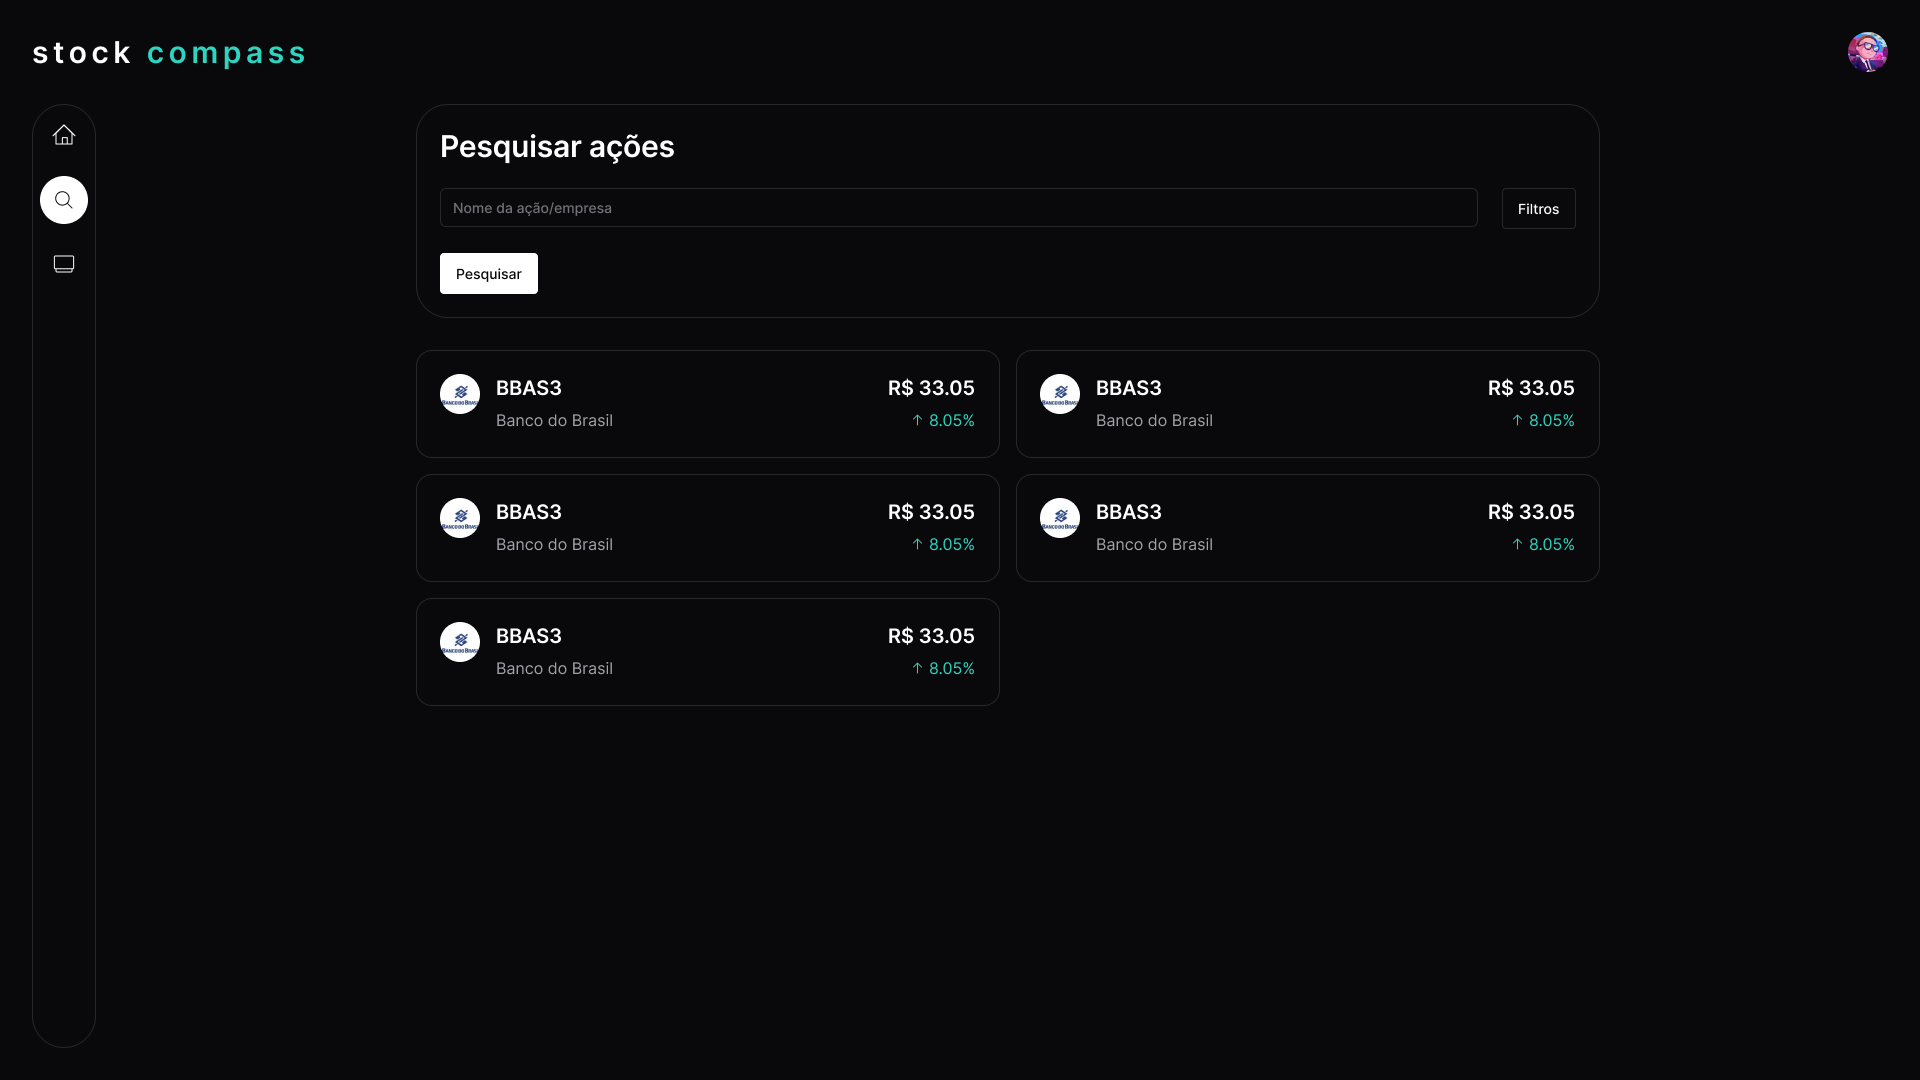 stock compass
Pesquisar ações
Nome da ação/empresa
Filtros
Pesquisar
BBAS3 R$ 33.05
Banco do Brasil ↑ 8.05%
BBAS3 R$ 33.05
Banco do Brasil ↑ 8.05%
BBAS3 R$ 33.05
Banco do Brasil ↑ 8.05%
BBAS3 R$ 33.05
Banco do Brasil ↑ 8.05%
BBAS3 R$ 33.05
Banco do Brasil ↑ 8.05%